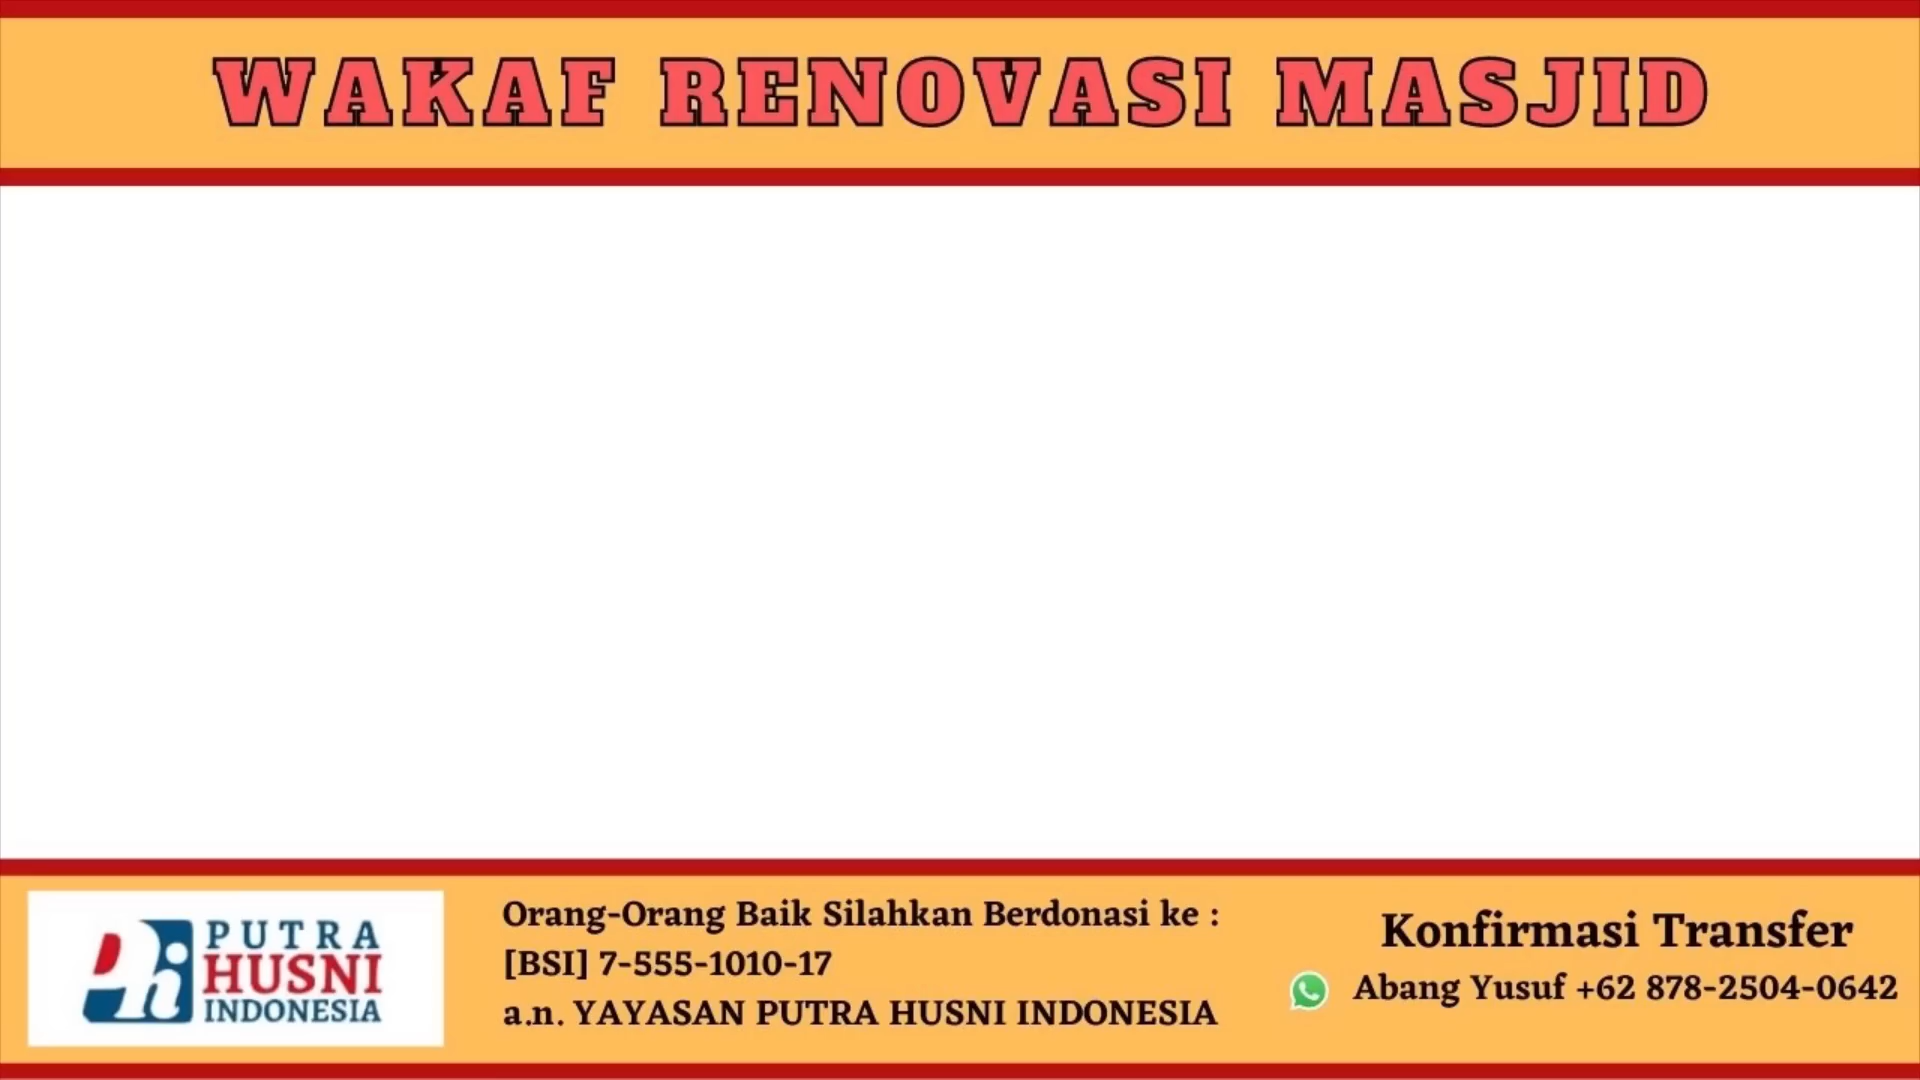 WAKAF RENOVASI MASJID
PUTRA
HUSNI
INDONESIA
Orang-Orang Baik Silahkan Berdonasi ke :
[BSI] 7-555-1010-17
a.n. YAYASAN PUTRA HUSNI INDONESIA
Konfirmasi Transfer
Abang Yusuf +62 878-2504-0642